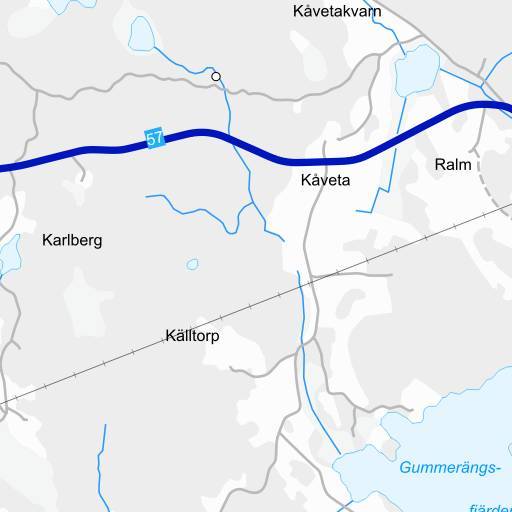 Kåvetakvarn
57
Ralm
Kåveta
Karlberg
Källtorp
Gummerängs-
fjärden